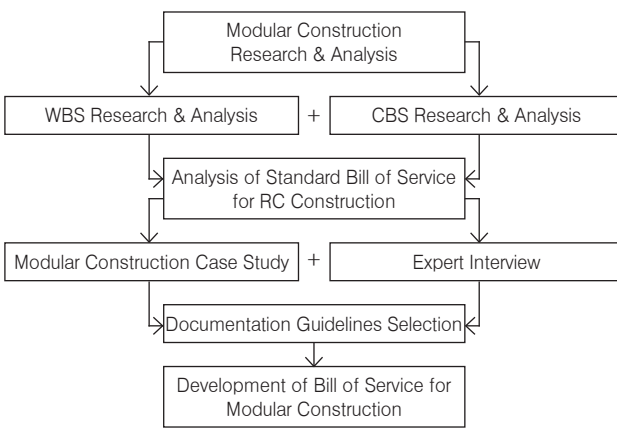 Modular Construction
Research & Analysis
WBS Research & Analysis + CBS Research & Analysis
Analysis of Standard Bill of Service
for RC Construction
Modular Construction Case Study + Expert Interview
Documentation Guidelines Selection
Development of Bill of Service for
Modular Construction